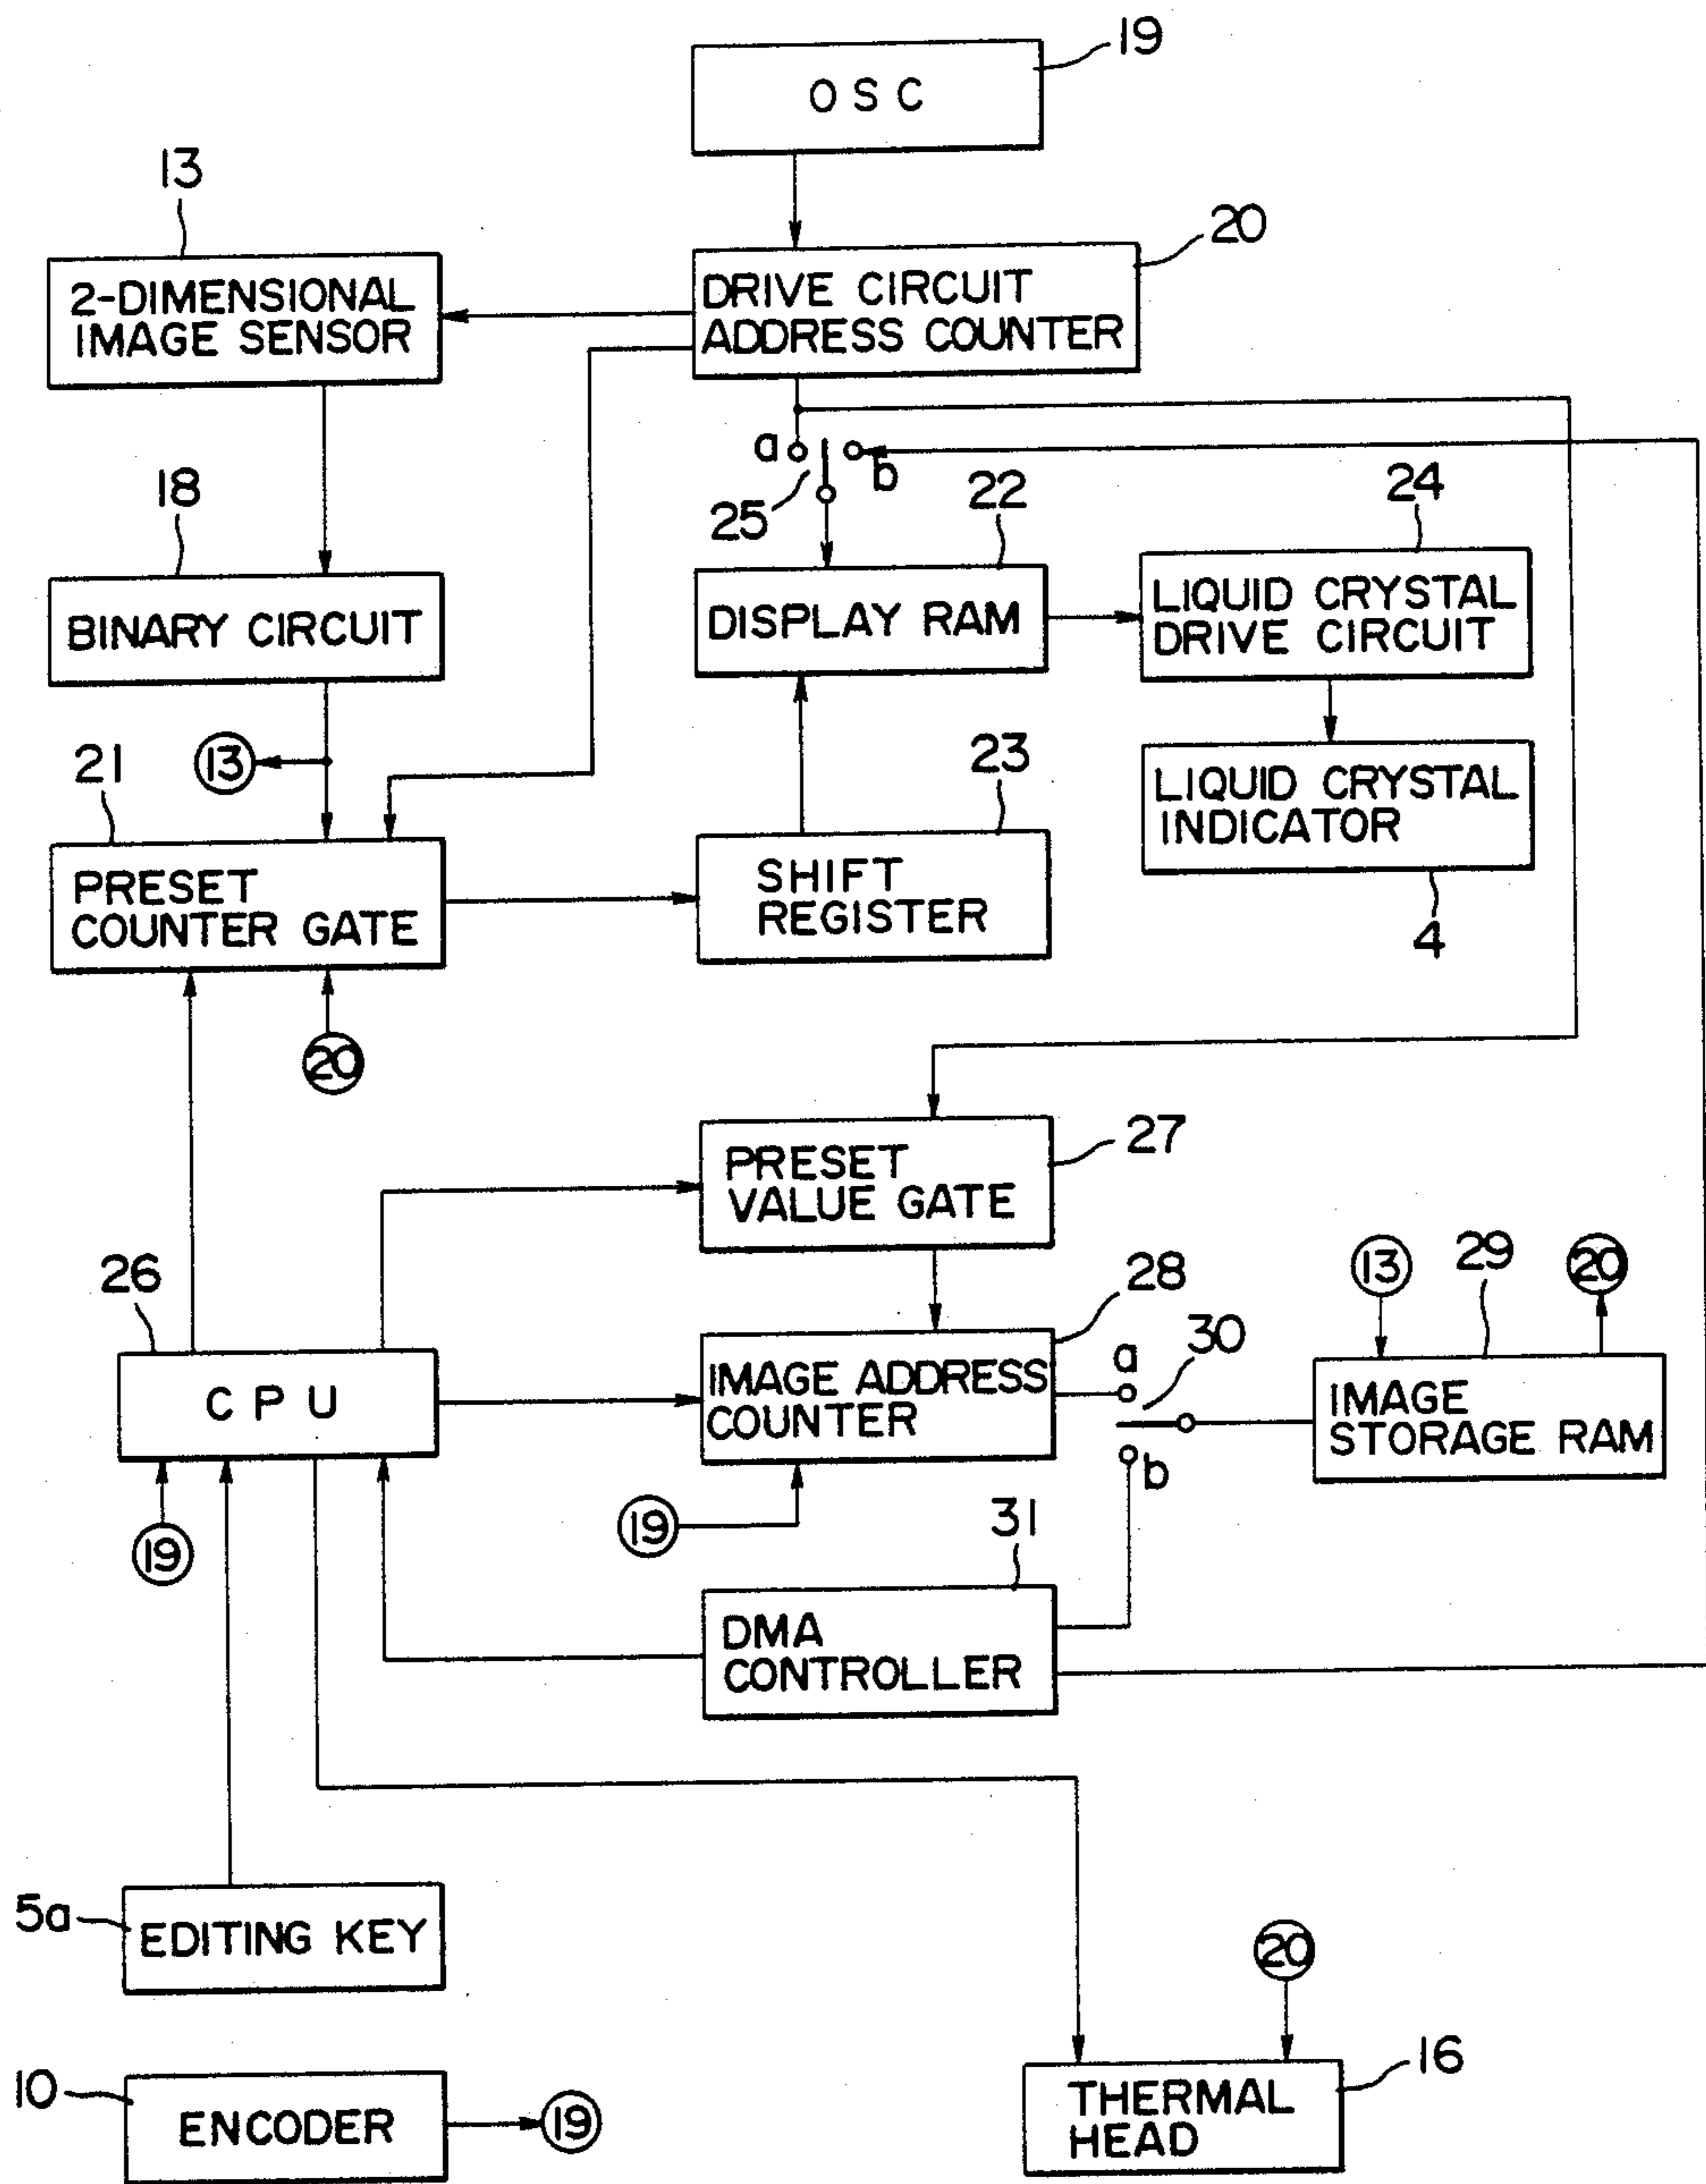 19
OSC
13
2-DIMENSIONAL
IMAGE SENSOR
20
DRIVE CIRCUIT
ADDRESS COUNTER
a
b
25
18
BINARY CIRCUIT
22
DISPLAY RAM
24
LIQUID CRYSTAL
DRIVE CIRCUIT
13
21
PRESET
COUNTER GATE
23
SHIFT
REGISTER
LIQUID CRYSTAL
INDICATOR
4
20
27
PRESET
VALUE GATE
26
CPU
28
IMAGE ADDRESS
COUNTER
a
30
b
13
29
20
IMAGE
STORAGE RAM
19
19
31
DMA
CONTROLLER
5a
EDITING KEY
20
10
ENCODER
19
16
THERMAL
HEAD